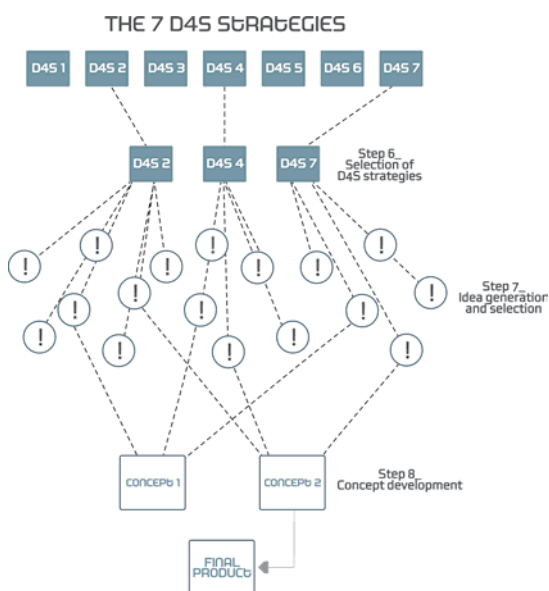 THE 7 D4S STRATEGIES
D4S 1
D4S 2
D4S 3
D4S 4
D4S 5
D4S 6
D4S 7
D4S 2
D4S 4
D4S 7
Step 6_
Selection of
D4S strategies
!
!
!
!
!
!
!
!
!
Step 7_
Idea generation
and selection
!
!
!
!
!
!
!
CONCEPT 1
CONCEPT 2
Step 8_
Concept development
FINAL
PRODUCT